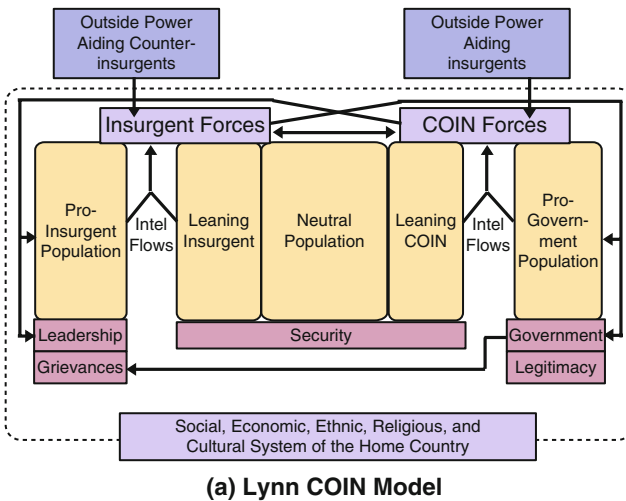 Outside Power
Aiding Counter-
insurgents
Outside Power
Aiding
insurgents
Insurgent Forces
COIN Forces
Pro-
Insurgent
Population
Intel
Flows
Leaning
Insurgent
Neutral
Population
Leaning
COIN
Intel
Flows
Pro-
Govern-
ment
Population
Leadership
Security
Government
Grievances
Legitimacy
Social, Economic, Ethnic, Religious, and
Cultural System of the Home Country
(a) Lynn COIN Model